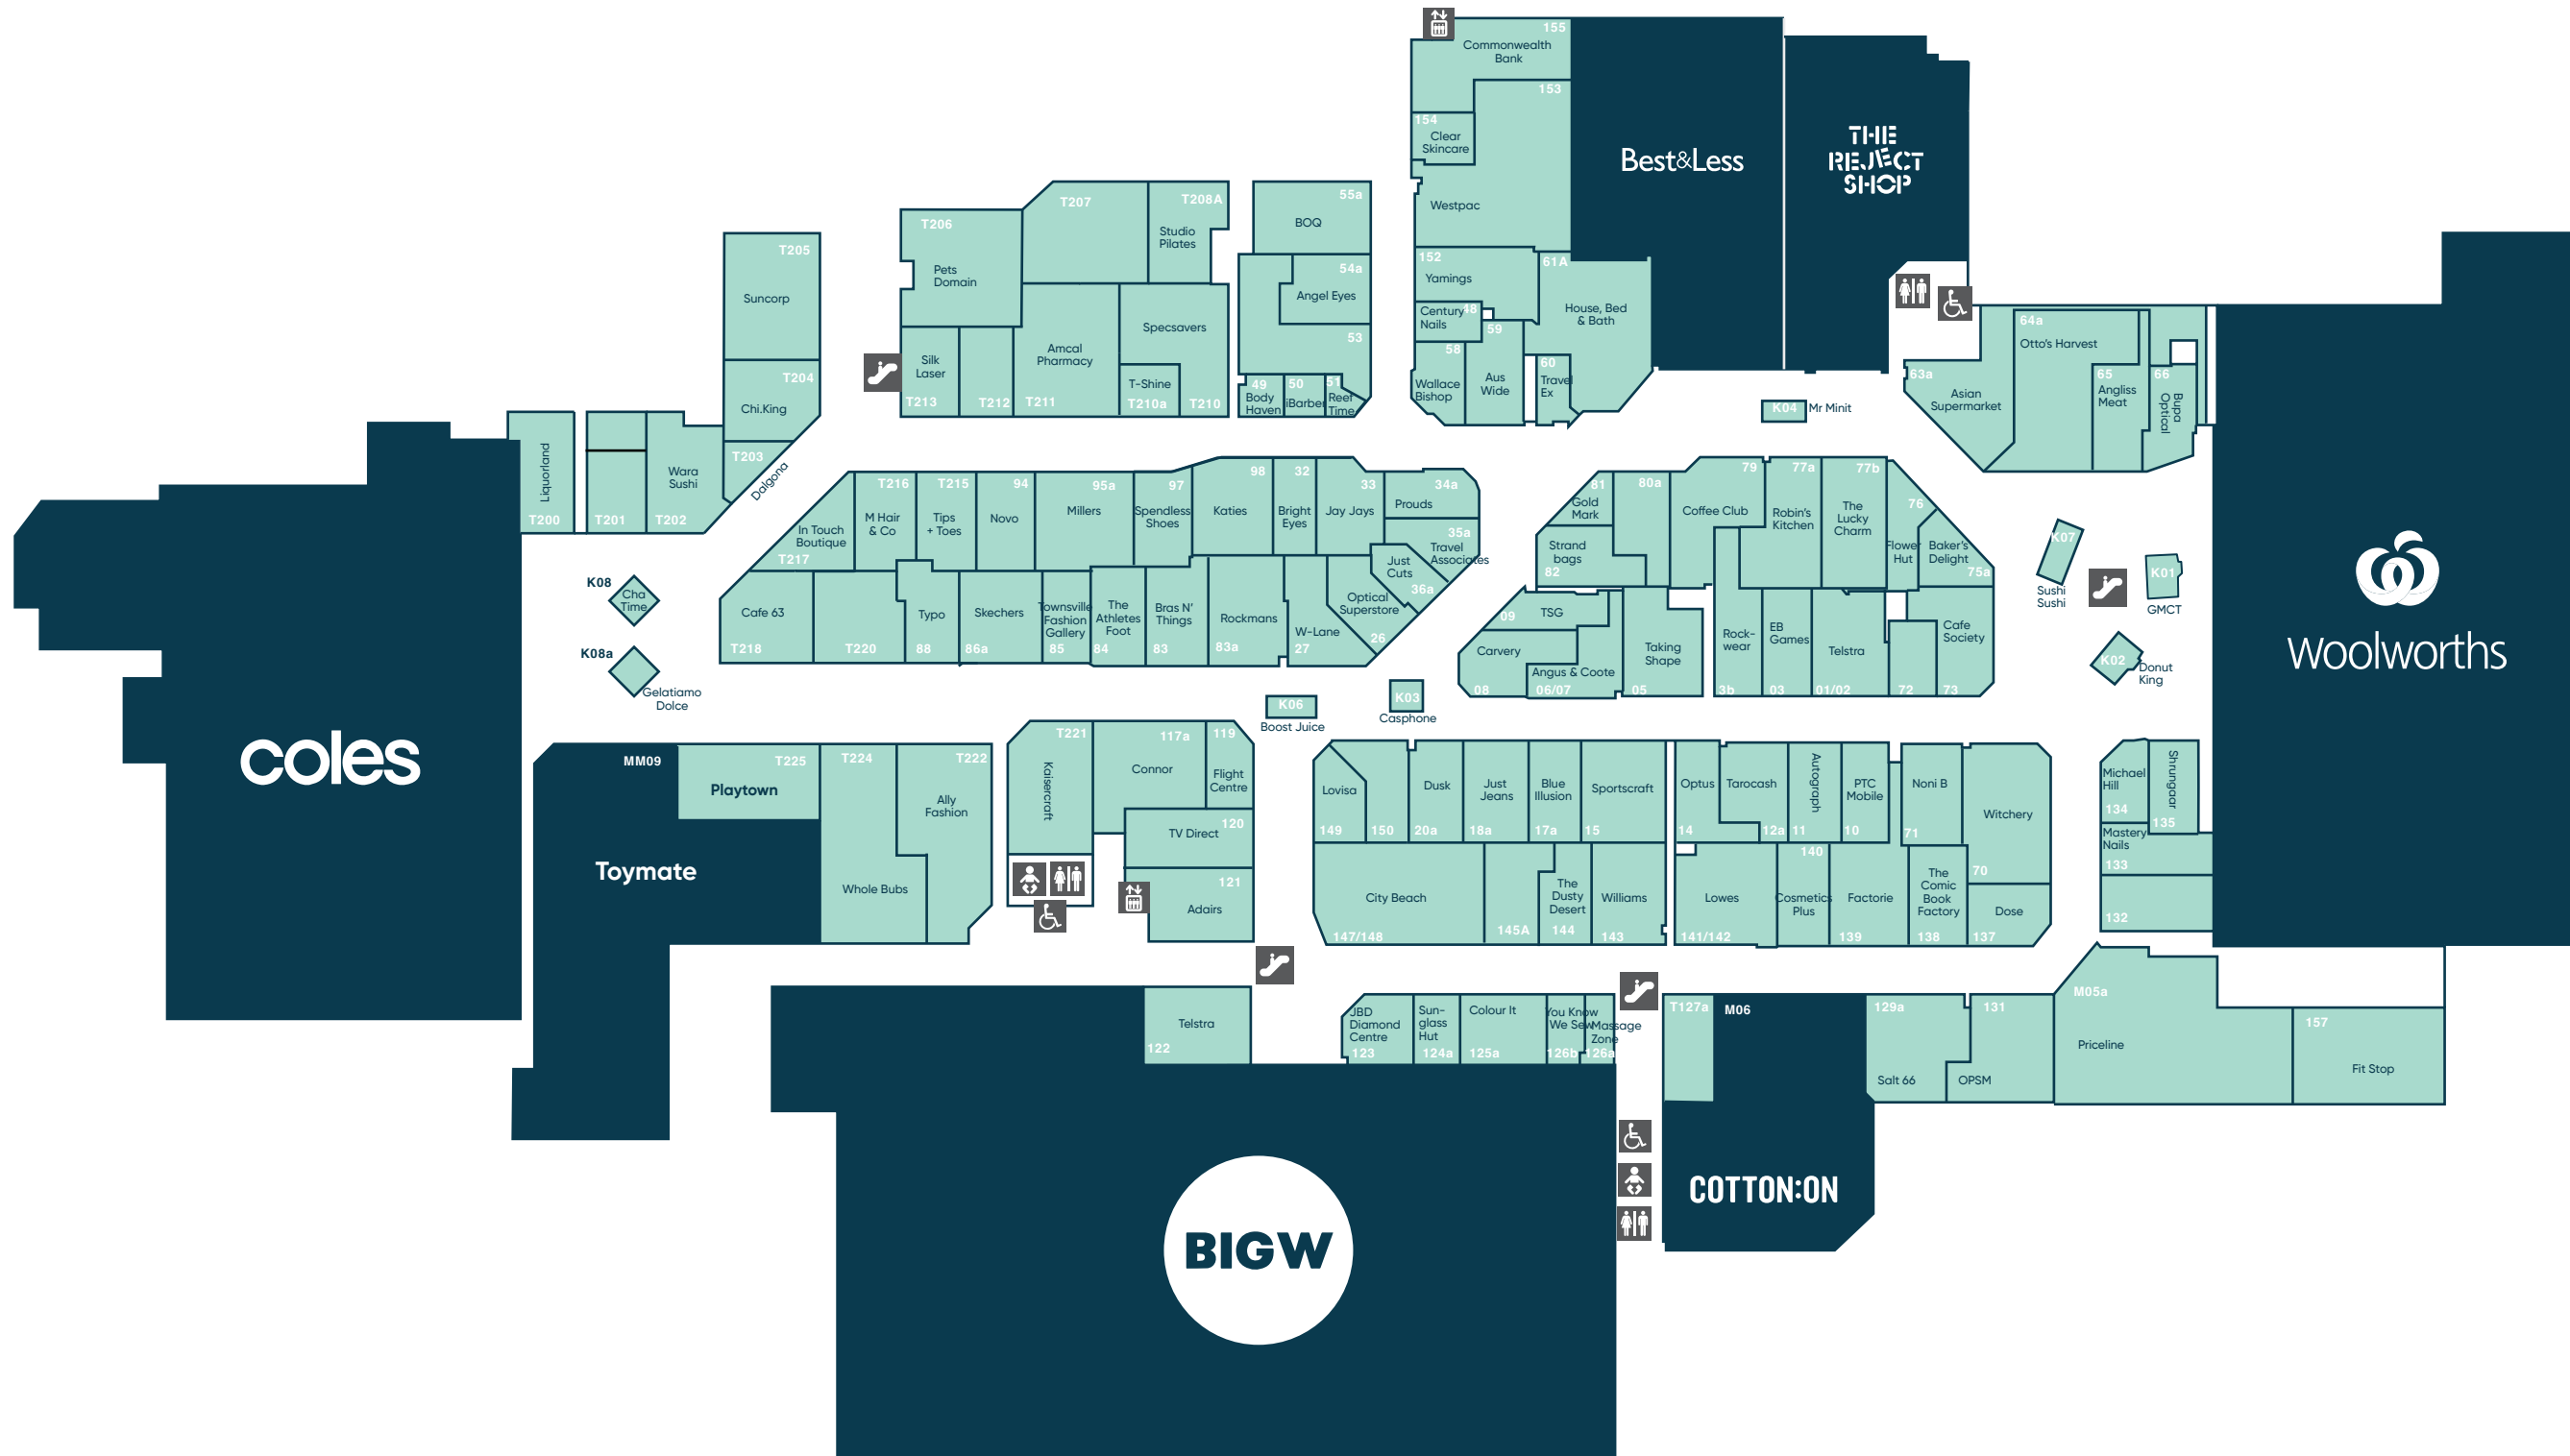 155
Commonwealth
Bank
153
154
Clear
Skincare
Westpac
Best&Less
THE
REJECT
SHOP
T207
T208A
Studio
Pilates
T206
Pets
Domain
55a
BOQ
54a
Angel Eyes
53
152
Yamings
61A
House, Bed
& Bath
Century
Nails
48
59
58
Wallace
Bishop
Aus
Wide
60
Travel
Ex
T205
Suncorp
T204
Chi.King
T203
Dalgona
Specsavers
Amcal
Pharmacy
Silk
Laser
T213
T212
T211
T-Shine
T210a
T210
49
Body
Haven
50
iBarber
51
Reef
Time
K04
Mr Minit
63a
Asian
Supermarket
64a
Otto's Harvest
65
Angliss
Meat
66
Bupa
Optical
Liquorland
T200
T201
Wara
Sushi
T202
In Touch
Boutique
T217
T216
M Hair
& Co
T215
Tips
+ Toes
94
Novo
95a
Millers
97
Spendless
Shoes
98
Katies
32
Bright
Eyes
33
Jay Jays
34a
Prouds
35a
Travel
Associates
Just
Cuts
36a
81
Gold
Mark
80a
79
Coffee Club
77a
Robin's
Kitchen
77b
The
Lucky
Charm
76
Flower
Hut
Baker's
Delight
75a
Strand
bags
82
K07
Sushi
Sushi
K01
GMCT
K02
Donut
King
Woolworths
K08
Cha
Time
K08a
Gelatiamo
Dolce
Cafe 63
T218
T220
Typo
88
Skechers
86a
Townsville
Fashion
Gallery
85
The
Athletes
Foot
84
Bras N'
Things
83
Rockmans
83a
W-Lane
27
Optical
Superstore
26
09
TSG
Carvery
08
Angus & Coote
06/07
Taking
Shape
05
Rock-
wear
3b
EB
Games
03
Telstra
01/02
72
Cafe
Society
73
K06
Boost Juice
K03
Casphone
coles
MM09
Toymate
T225
Playtown
T224
Whole Bubs
T222
Ally
Fashion
T221
Kaisercraft
117a
Connor
119
Flight
Centre
TV Direct
120
121
Adairs
Lovisa
149
150
Dusk
20a
Just
Jeans
18a
Blue
Illusion
17a
Sportscraft
15
Optus
14
Tarocash
12a
Autograph
11
PTC
Mobile
10
Noni B
71
Witchery
70
Michael
Hill
134
Shrungaar
135
Mastery
Nails
133
132
City Beach
147/148
145A
The
Dusty
Desert
144
Williams
143
Lowes
141/142
140
Cosmetics
Plus
Factorie
139
The
Comic
Book
Factory
138
Dose
137
Telstra
122
JBD
Diamond
Centre
123
Sun-
glass
Hut
124a
Colour It
125a
You Know
We Sew
126b
Massage
Zone
126a
T127a
M06
COTTON:ON
129a
Salt 66
131
OPSM
M05a
Priceline
157
Fit Stop
BIGW